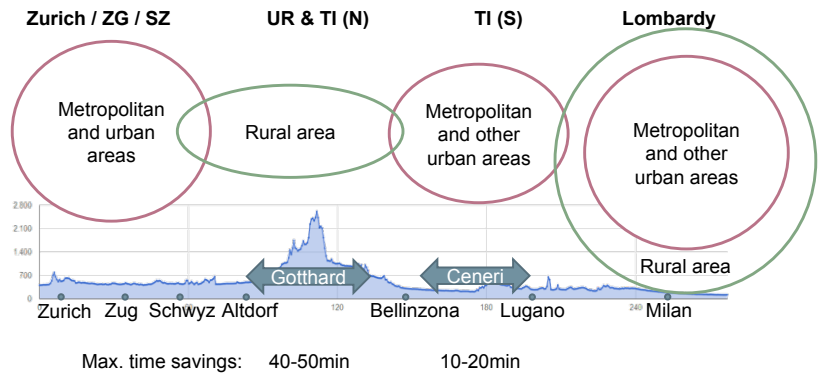 Zurich / ZG / SZ
UR & TI (N)
TI (S)
Lombardy
Metropolitan
and urban
areas
Rural area
Metropolitan
and other
urban areas
Metropolitan
and other
urban areas
Rural area
2.800
2.100
1.400
700
0
Gotthard
Ceneri
120
180
240
Zurich
Zug
Schwyz
Altdorf
Bellinzona
Lugano
Milan
Max. time savings:
40-50min
10-20min